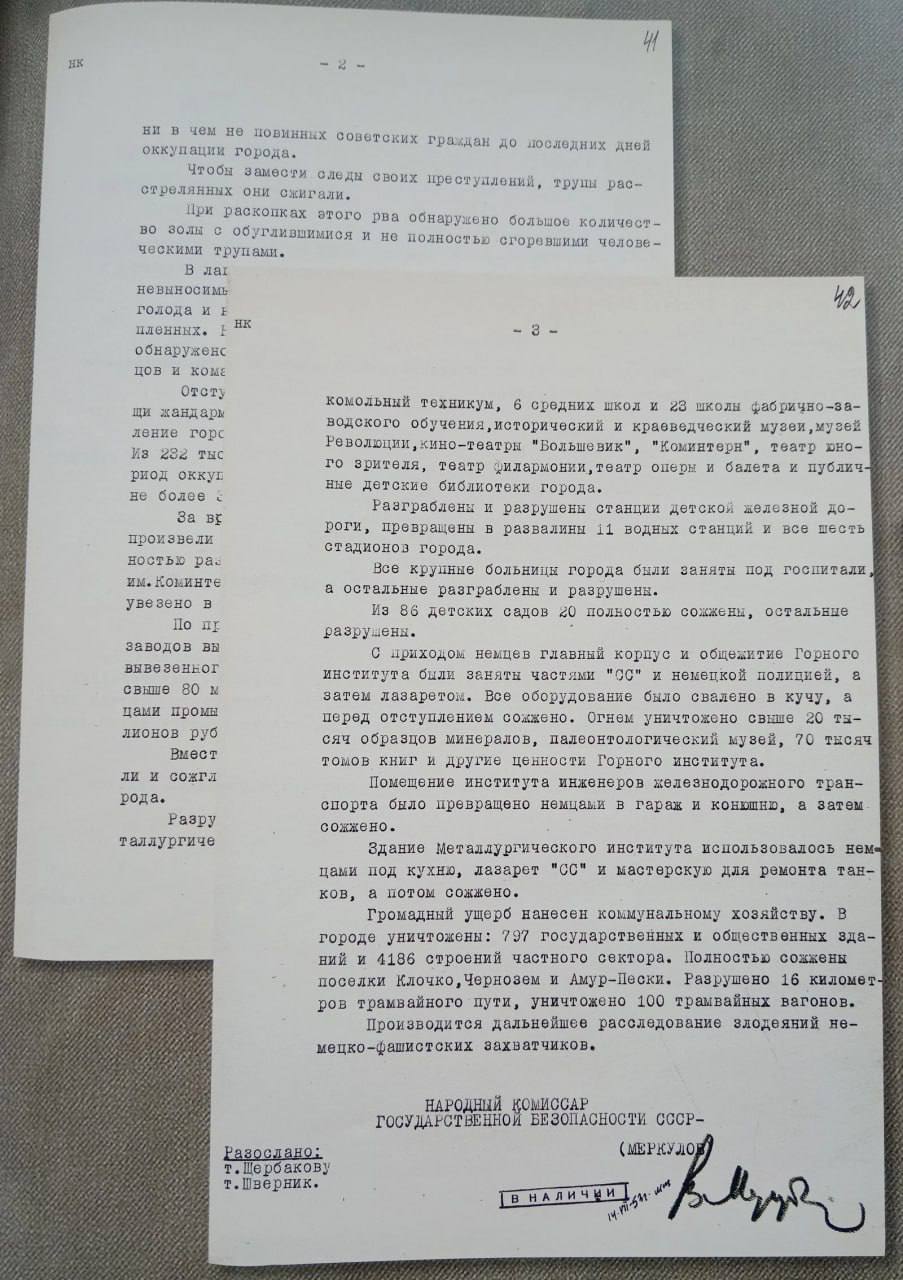 41
НК
- 2 -
ни в чем не повинных советских граждан до последних дней
оккупации города.
Чтобы замести следы своих преступлений, трупы рас-
стрелянных они сжигали.
При раскопках этого рва обнаружено большое количест-
во золы с обуглившимися и не полностью сгоревшими челове-
ческими трупами.
В лаг
невыносимы
голода и
пленных.
обнаружено
цов и кома
Отсту
щи жандарм
ление горо
Из 232 тыс
риод оккуп
не более
За вр
произвели
ностью раз
им.Коминте
увезено в
По пр
заводов вы
вывезенног
свыше 80 м
цами промы
лионов руб
Вмест
ли и сожгл
рода.
Разру
таллургиче
42
НК
- 3 -
комольный техникум, 6 средних школ и 23 школы фабрично-за-
водского обучения,исторический и краеведческий музеи,музей
Революции,кино-театры "Большевик", "Коминтерн", театр юно-
го зрителя, театр филармонии,театр оперы и балета и публич-
ные детские библиотеки города.
Разграблены и разрушены станции детской железной до-
роги, превращены в развалины 11 водных станций и все шесть
стадионов города.
Все крупные больницы города были заняты под госпитали,
а остальные разграблены и разрушены.
Из 86 детских садов 20 полностью сожжены, остальные
разрушены.
С приходом немцев главный корпус и общежитие Горного
института были заняты частями "СС" и немецкой полицией, а
затем лазаретом. Все оборудование было свалено в кучу, а
перед отступлением сожжено. Огнем уничтожено свыше 20 ты-
сяч образцов минералов, палеонтологический музей, 70 тысяч
томов книг и другие ценности Горного института.
Помещение института инженеров железнодорожного тран-
спорта было превращено немцами в гараж и конюшню, а затем
сожжено.
Здание Металлургического института использовалось нем-
цами под кухню, лазарет "СС" и мастерскую для ремонта тан-
ков, а потом сожжено.
Громадный ущерб нанесен коммунальному хозяйству. В
городе уничтожены: 797 государственных и общественных зда-
ний и 4186 строений частного сектора. Полностью сожжены
поселки Клочко,Чернозем и Амур-Пески. Разрушено 16 километ-
ров трамвайного пути, уничтожено 100 трамвайных вагонов.
Производится дальнейшее расследование злодеяний не-
мецко-фашистских захватчиков.
НАРОДНЫЙ КОМИССАР
ГОСУДАРСТВЕННОЙ БЕЗОПАСНОСТИ СССР-
(МЕРКУЛОВ)
Разослано:
т.Щербакову
т.Шверник.
В НАЛИЧИИ